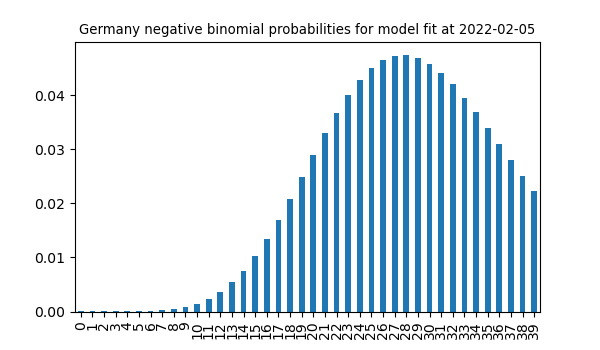 Germany negative binomial probabilities for model fit at 2022-02-05
0.04
0.03
0.02
0.01
0.00
0 1 2 3 4 5 6 7 8 9 10 11 12 13 14 15 16 17 18 19 20 21 22 23 24 25 26 27 28 29 30 31 32 33 34 35 36 37 38 39